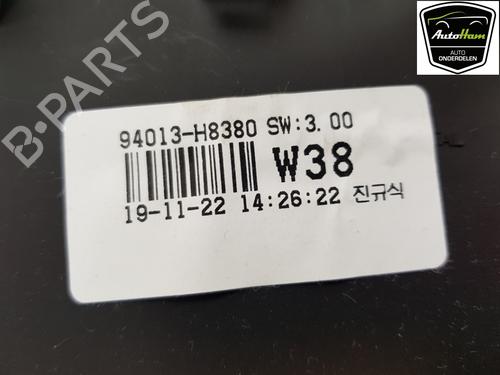 AutoHam
AUTO
ONDERDELEN
B-PARTS
94013-H8380 SW:3.00
W38
19-11-22 14:26:22 진규식